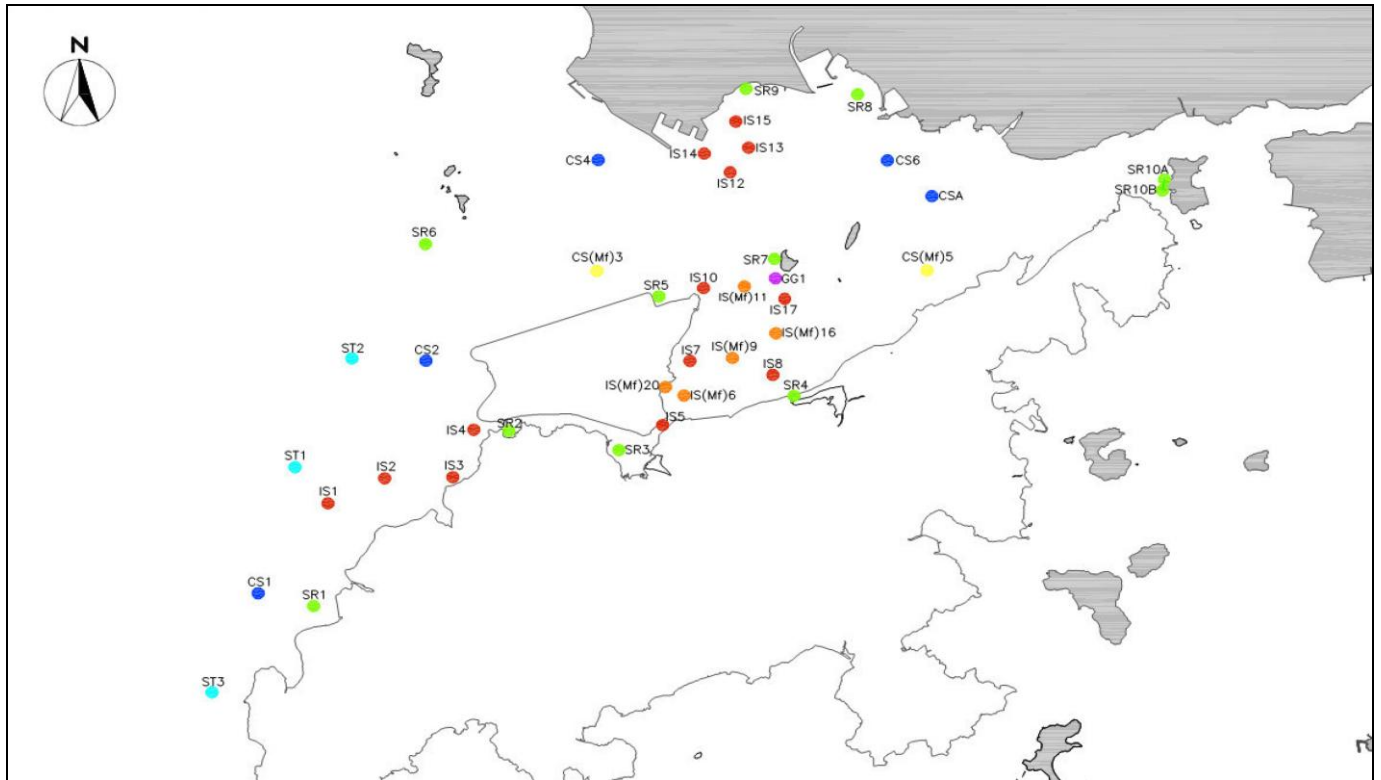 N
SR9
SR8
IS15
IS13
IS14
CS4
CS6
IS12
SR10A
SR10B
CSA
SR6
CS(Mf)3
SR7
CS(Mf)5
IS10
GG1
SR5
IS(Mf)11
IS17
IS(Mf)16
ST2
CS2
IS7
IS(Mf)9
IS8
IS(Mf)20
IS(Mf)6
SR4
IS5
SR2
IS4
SR3
ST1
IS2
IS3
IS1
CS1
SR1
ST3